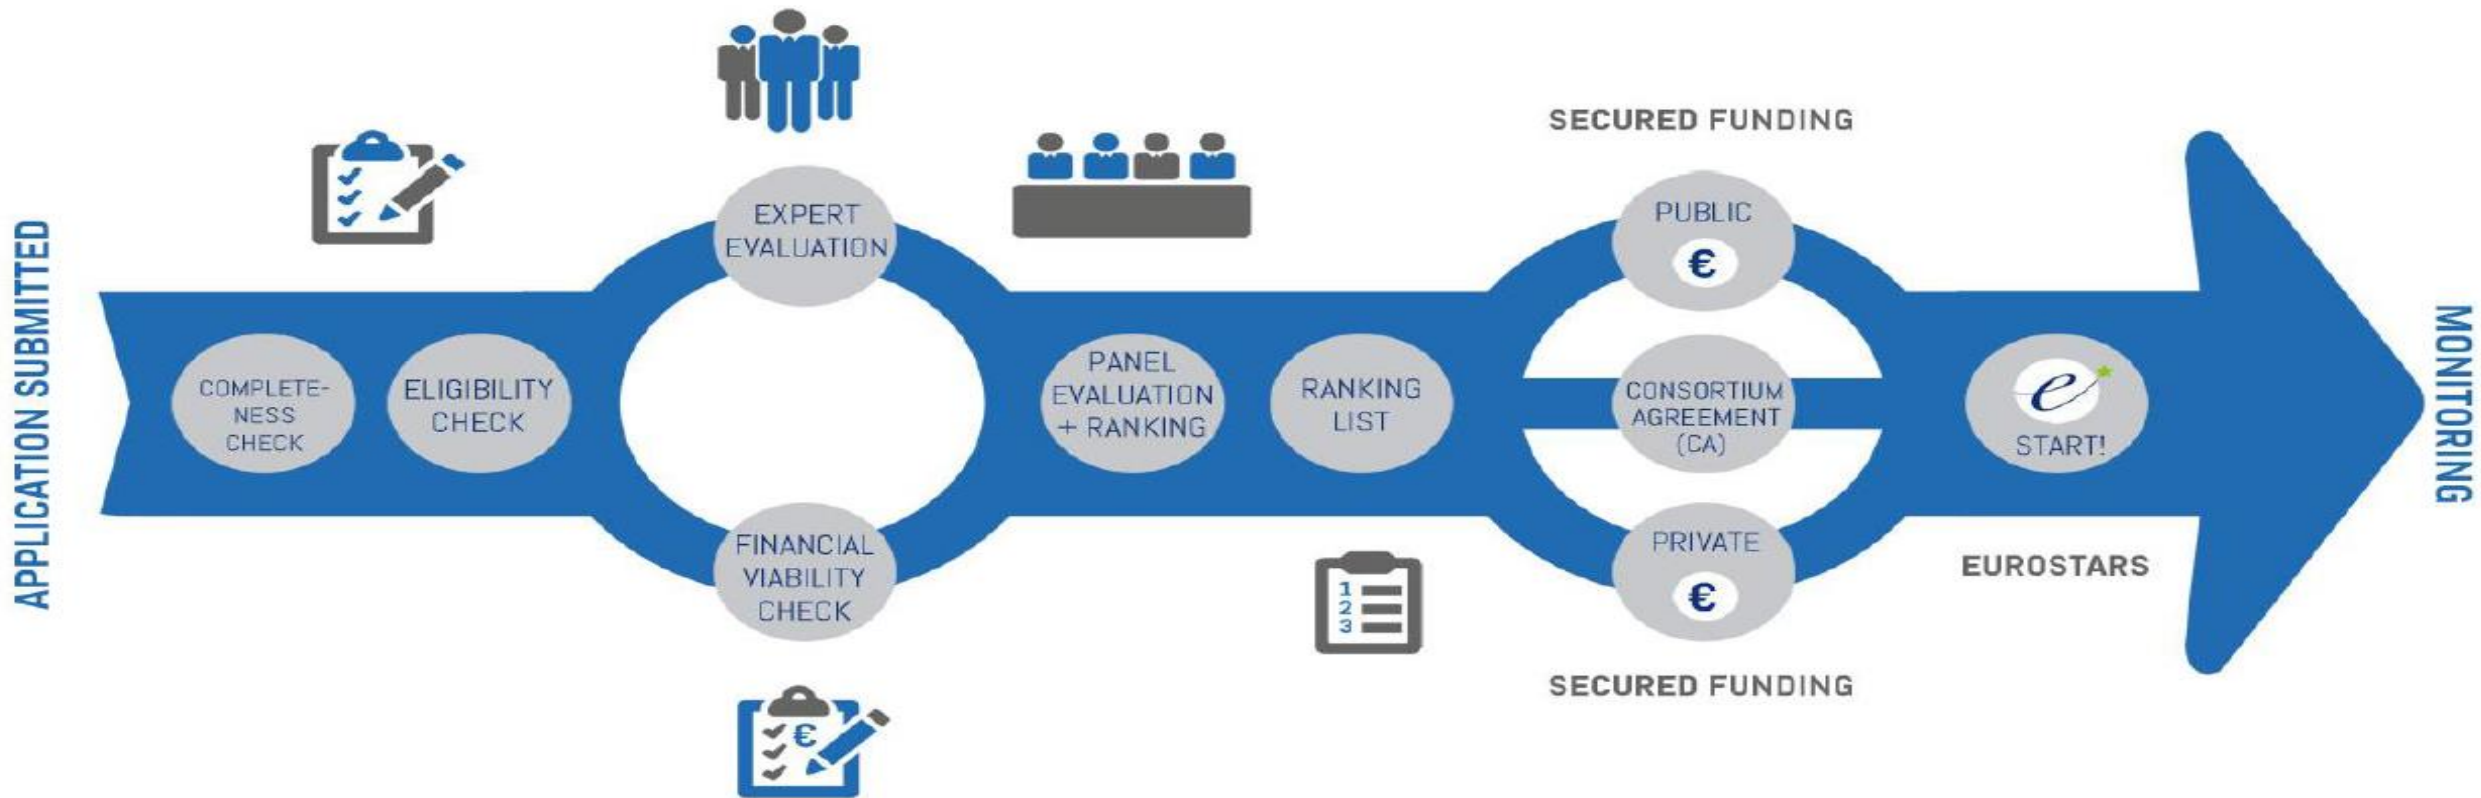 APPLICATION SUBMITTED
COMPLETE-
NESS
CHECK
ELIGIBILITY
CHECK
EXPERT
EVALUATION
FINANCIAL
VIABILITY
CHECK
€
PANEL
EVALUATION
+ RANKING
RANKING
LIST
1
2
3
SECURED FUNDING
PUBLIC
€
CONSORTIUM
AGREEMENT
(CA)
PRIVATE
€
SECURED FUNDING
e
START!
EUROSTARS
MONITORING